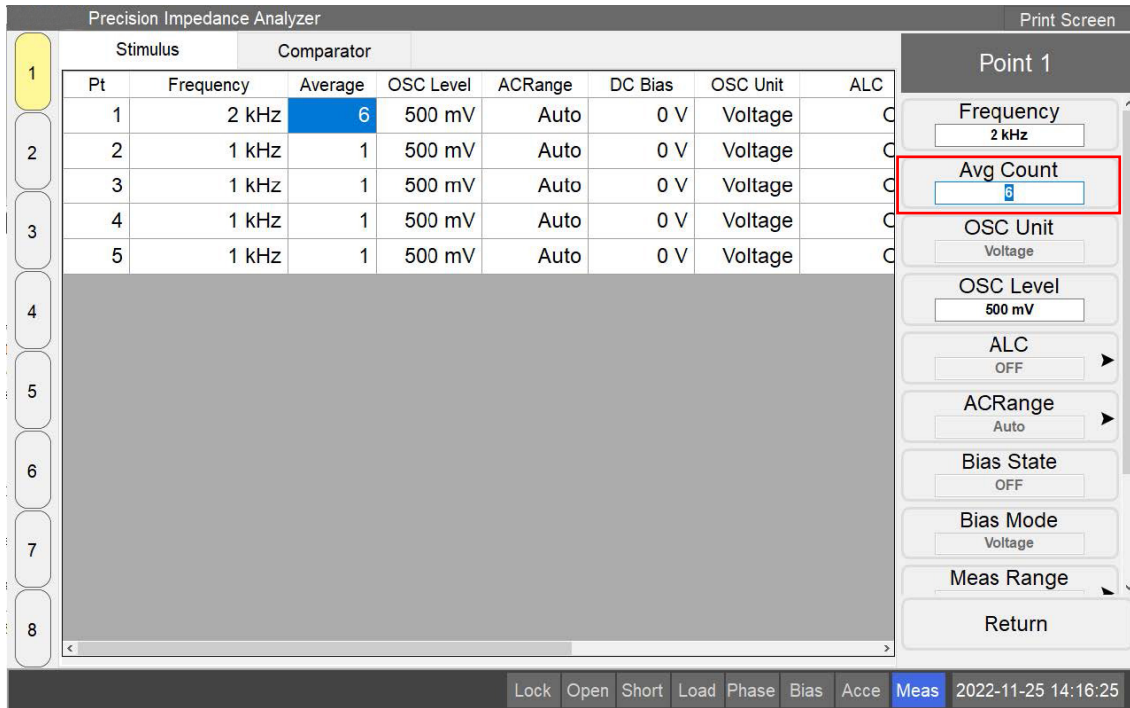 Precision Impedance Analyzer Print Screen
Stimulus Comparator
Pt Frequency Average OSC Level ACRange DC Bias OSC Unit ALC
1 2 kHz 6 500 mV Auto 0 V Voltage
2 1 kHz 1 500 mV Auto 0 V Voltage
3 1 kHz 1 500 mV Auto 0 V Voltage
4 1 kHz 1 500 mV Auto 0 V Voltage
5 1 kHz 1 500 mV Auto 0 V Voltage
1
2
3
4
5
6
7
8
Point 1
Frequency
2 kHz
Avg Count
6
OSC Unit
Voltage
OSC Level
500 mV
ALC
OFF
ACRange
Auto
Bias State
OFF
Bias Mode
Voltage
Meas Range
Return
Lock Open Short Load Phase Bias Acce Meas 2022-11-25 14:16:25